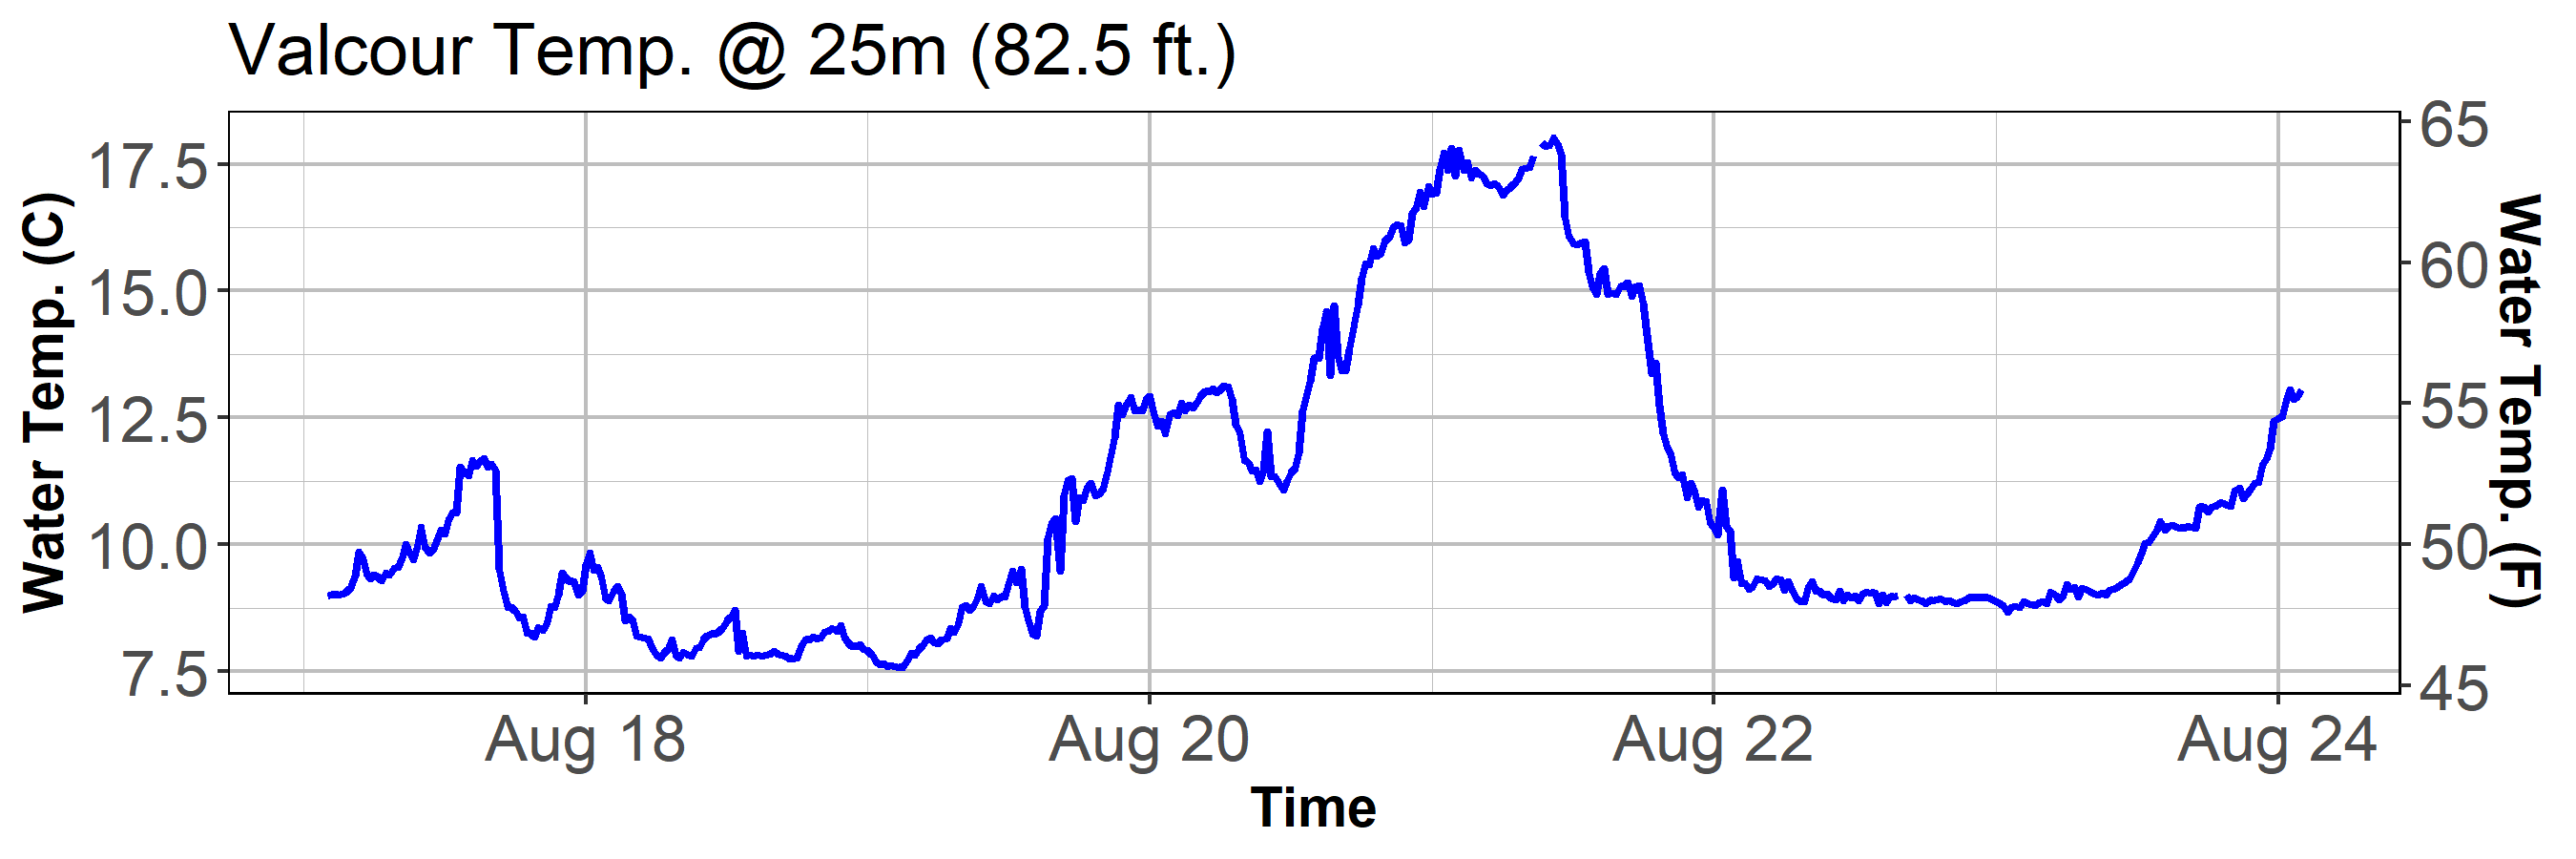 Valcour Temp. @ 25m (82.5 ft.)
Water Temp. (C)
17.5
15.0
12.5
10.0
7.5
65
60
55
50
45
Water Temp. (F)
Aug 18 Aug 20 Aug 22 Aug 24
Time